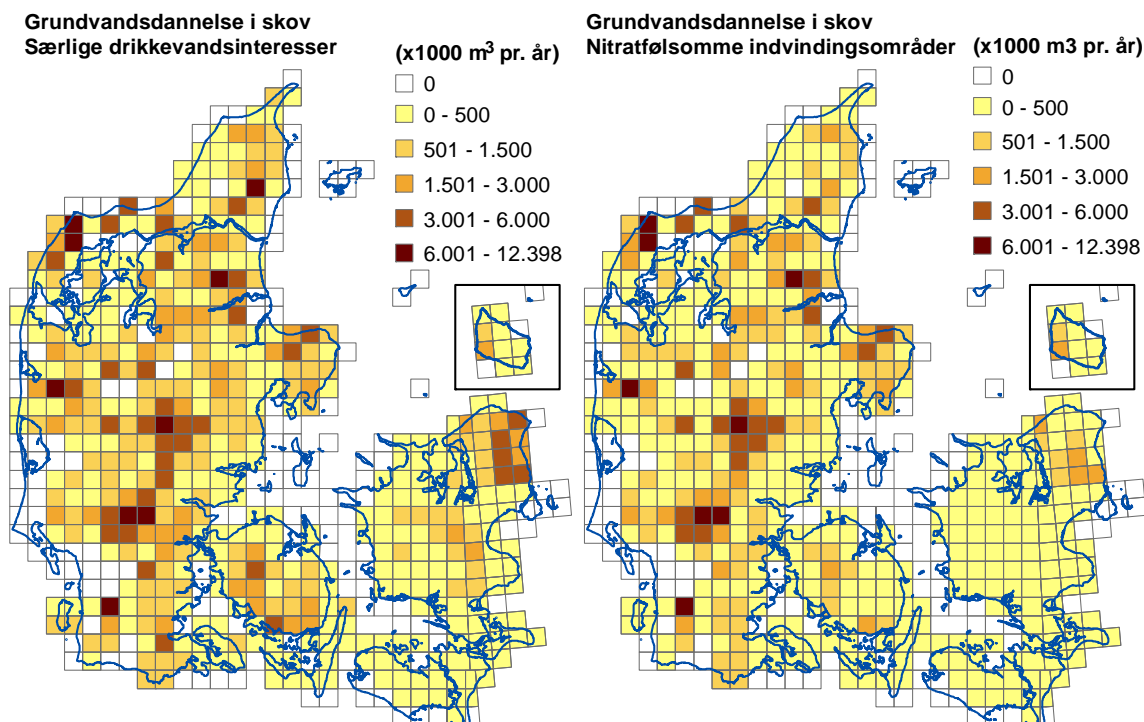 Grundvandsdannelse i skov
Særlige drikkevandsinteresser
(x1000 m³ pr. år)
0
0 - 500
501 - 1.500
1.501 - 3.000
3.001 - 6.000
6.001 - 12.398
Grundvandsdannelse i skov
Nitratfølsomme indvindingsområder
(x1000 m3 pr. år)
0
0 - 500
501 - 1.500
1.501 - 3.000
3.001 - 6.000
6.001 - 12.398